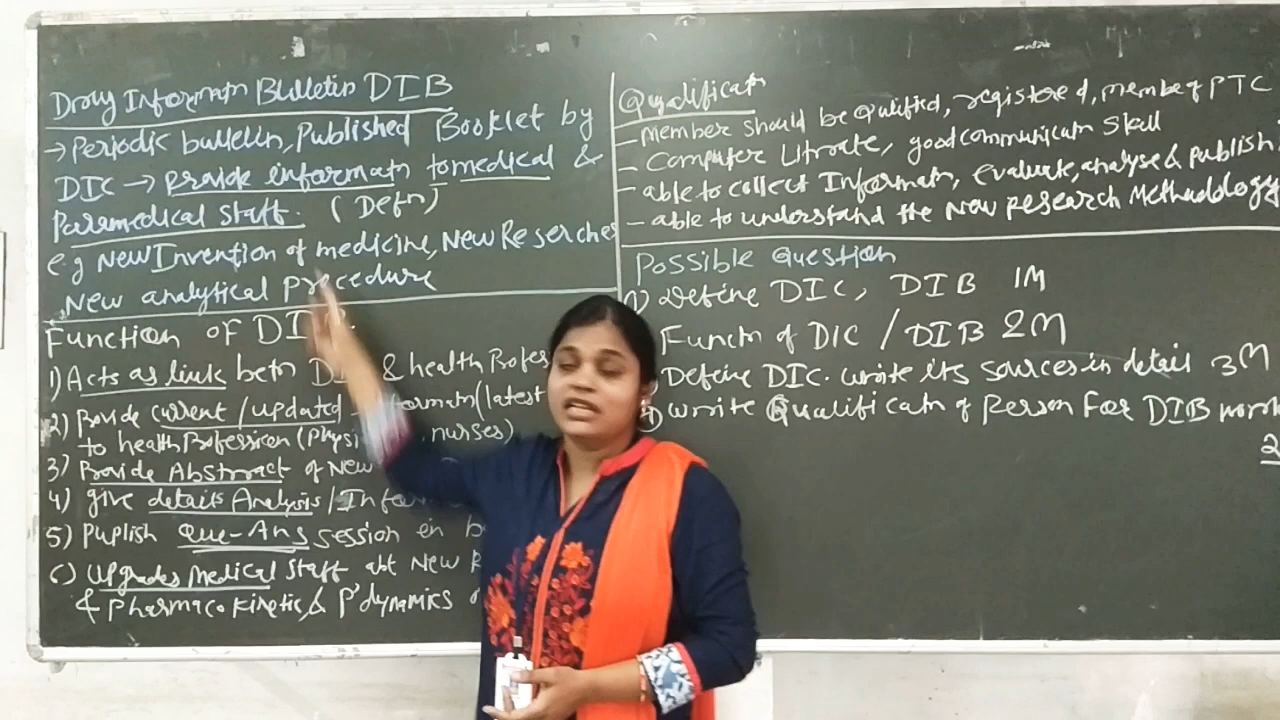 Drug Informatn Bulletin DIB
→ Periodic bulletin, Published Booklet by
DIC → provide informatn to medical &
Paramedical staff. (Defn)
e.g New Invention of medicine, New Reserches
New analytical Procedure
Function of DIB.
1) Acts as link betn & health Profes
2) Provide current / updated (latest
to health Profession (Physi nurses)
3) Provide Abstract of New
4) give details Analysis /
5) Puplish Que-Ans session in
6) Upgrades Medical Staff abt New
& Pharmacokinetic, & P'dynamics
Qualificatn
- Member should be Qualified, registered, member of PTC
- Computer Litrate, good communicatn skill
- able to collect Informatn, evaluate, analyse & publish.
- able to understand the New research Methodology
Possible Question
1) Define DIC, DIB 1M
Functn of DIC / DIB 2M
Define DIC. write its sources in detail 3M
4) write Qualificatn of Person For DIB
2